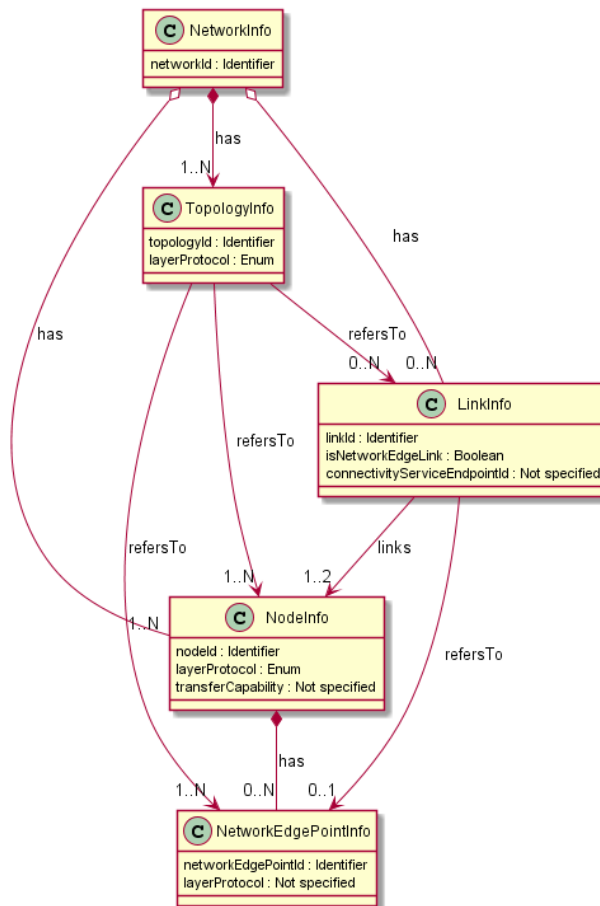 C NetworkInfo
networkId : Identifier
has
1..N
C TopologyInfo
topologyId : Identifier
layerProtocol : Enum
has
has
refersTo
0..N
0..N
C LinkInfo
linkId : Identifier
isNetworkEdgeLink : Boolean
connectivityServiceEndpointId : Not specified
refersTo
refersTo
links
1..N
1..2
1..N
C NodeInfo
nodeId : Identifier
layerProtocol : Enum
transferCapability : Not specified
refersTo
has
1..N
0..N
0..1
C NetworkEdgePointInfo
networkEdgePointId : Identifier
layerProtocol : Not specified